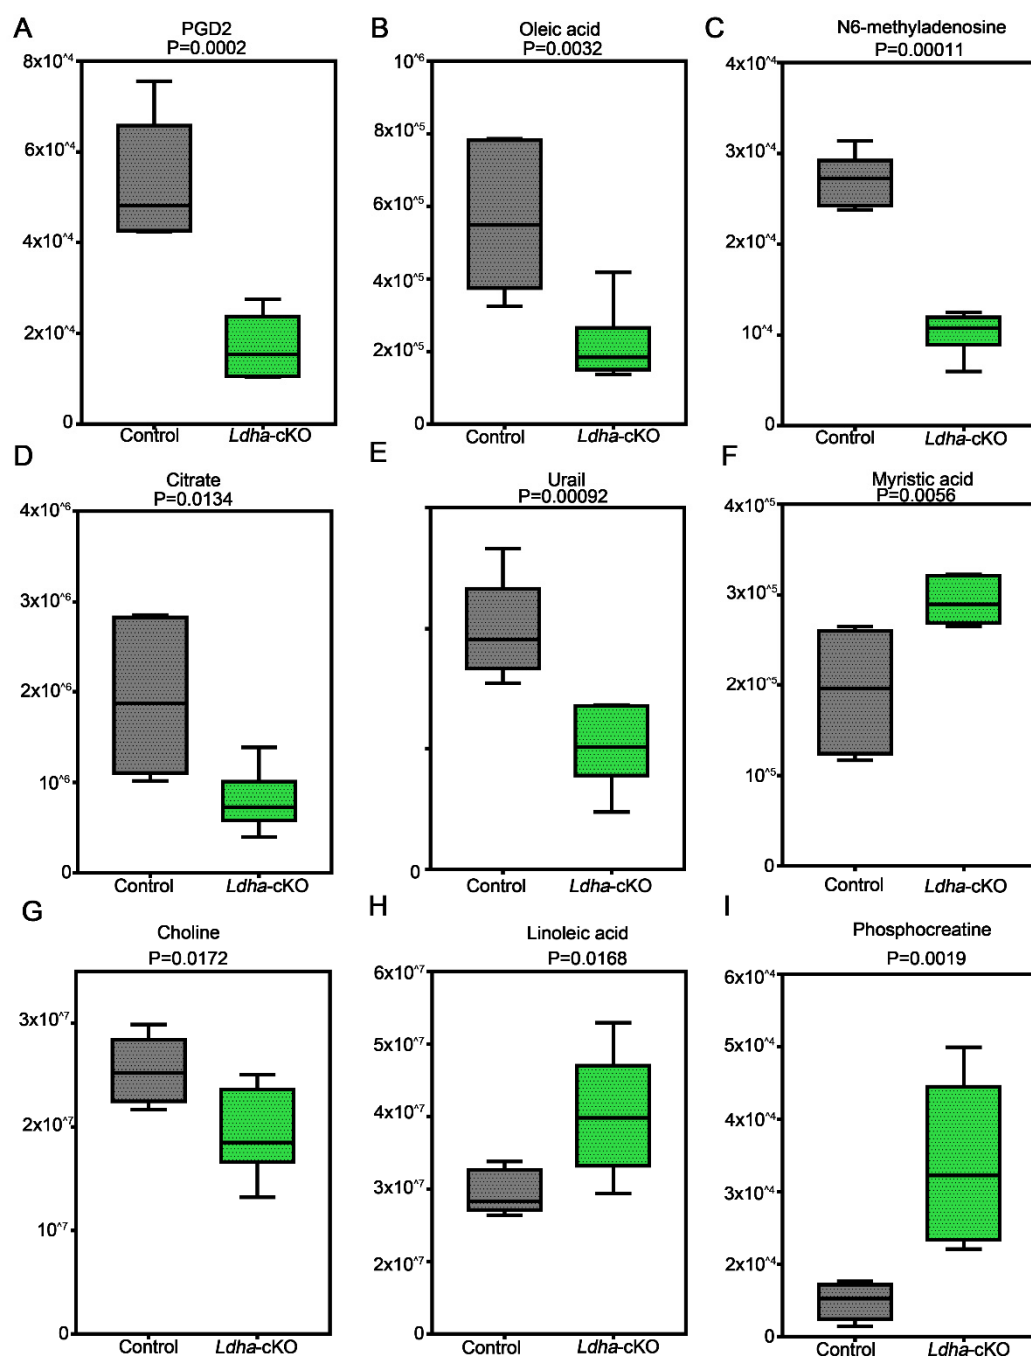 A
PGD2
P=0.0002
8x10^4
6x10^4
4x10^4
2x10^4
0
Control
Ldha-cKO
B
Oleic acid
P=0.0032
10^6
8x10^5
6x10^5
4x10^5
2x10^5
0
Control
Ldha-cKO
C
N6-methyladenosine
P=0.00011
4x10^4
3x10^4
2x10^4
10^4
0
Control
Ldha-cKO
D
Citrate
P=0.0134
4x10^6
3x10^6
2x10^6
10^6
0
Control
Ldha-cKO
E
Urail
P=0.00092
0
Control
Ldha-cKO
F
Myristic acid
P=0.0056
4x10^5
3x10^5
2x10^5
10^5
0
Control
Ldha-cKO
G
Choline
P=0.0172
3x10^7
2x10^7
10^7
0
Control
Ldha-cKO
H
Linoleic acid
P=0.0168
6x10^7
5x10^7
4x10^7
3x10^7
2x10^7
0
Control
Ldha-cKO
I
Phosphocreatine
P=0.0019
6x10^4
5x10^4
4x10^4
3x10^4
2x10^4
0
Control
Ldha-cKO